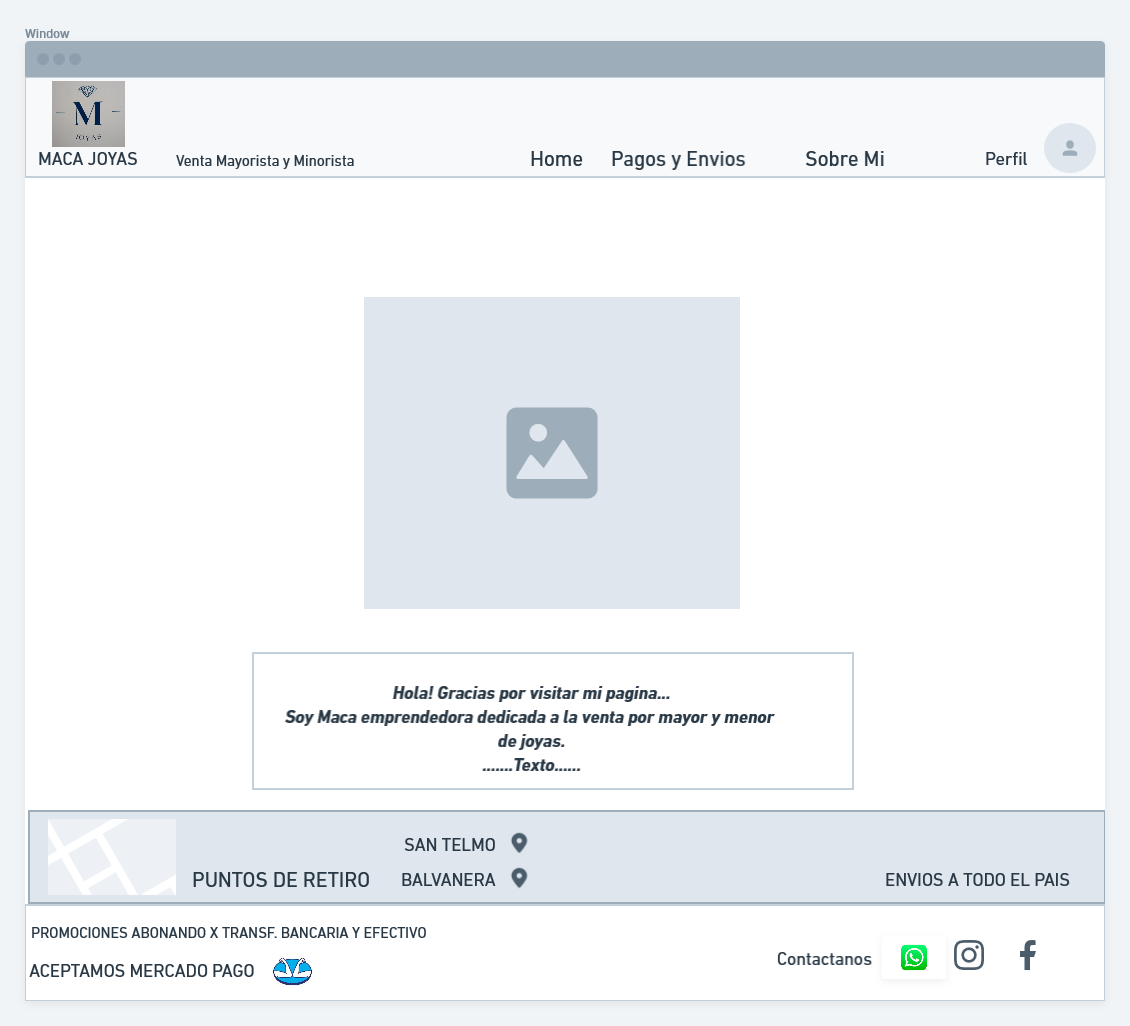 Window
M
JOYAS
MACA JOYAS
Venta Mayorista y Minorista
Home
Pagos y Envios
Sobre Mi
Perfil
Hola! Gracias por visitar mi pagina...
Soy Maca emprendedora dedicada a la venta por mayor y menor
de joyas.
.......Texto......
SAN TELMO
PUNTOS DE RETIRO
BALVANERA
ENVIOS A TODO EL PAIS
PROMOCIONES ABONANDO X TRANSF. BANCARIA Y EFECTIVO
ACEPTAMOS MERCADO PAGO
Contactanos